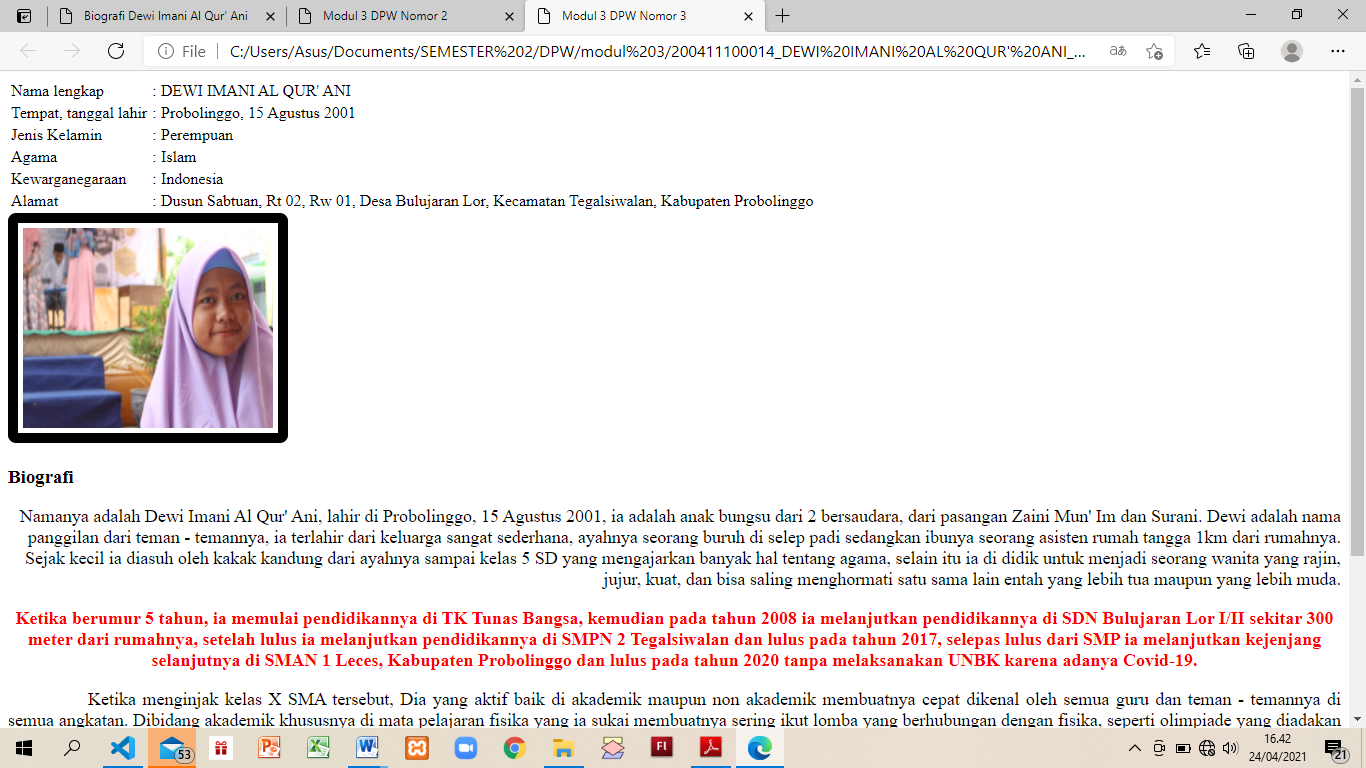 Biografi Dewi Imani Al Qur' Ani
Modul 3 DPW Nomor 2
Modul 3 DPW Nomor 3
File
C:/Users/Asus/Documents/SEMESTER%202/DPW/modul%203/200411100014_DEWI%20IMANI%20AL%20QUR'%20ANI_...
Nama lengkap : DEWI IMANI AL QUR' ANI
Tempat, tanggal lahir : Probolinggo, 15 Agustus 2001
Jenis Kelamin : Perempuan
Agama : Islam
Kewarganegaraan : Indonesia
Alamat : Dusun Sabtuan, Rt 02, Rw 01, Desa Bulujaran Lor, Kecamatan Tegalsiwalan, Kabupaten Probolinggo
Biografi
Namanya adalah Dewi Imani Al Qur' Ani, lahir di Probolinggo, 15 Agustus 2001, ia adalah anak bungsu dari 2 bersaudara, dari pasangan Zaini Mun' Im dan Surani. Dewi adalah nama
panggilan dari teman - temannya, ia terlahir dari keluarga sangat sederhana, ayahnya seorang buruh di selep padi sedangkan ibunya seorang asisten rumah tangga 1km dari rumahnya.
Sejak kecil ia diasuh oleh kakak kandung dari ayahnya sampai kelas 5 SD yang mengajarkan banyak hal tentang agama, selain itu ia di didik untuk menjadi seorang wanita yang rajin,
jujur, kuat, dan bisa saling menghormati satu sama lain entah yang lebih tua maupun yang lebih muda.
Ketika berumur 5 tahun, ia memulai pendidikannya di TK Tunas Bangsa, kemudian pada tahun 2008 ia melanjutkan pendidikannya di SDN Bulujaran Lor I/II sekitar 300
meter dari rumahnya, setelah lulus ia melanjutkan pendidikannya di SMPN 2 Tegalsiwalan dan lulus pada tahun 2017, selepas lulus dari SMP ia melanjutkan kejenjang
selanjutnya di SMAN 1 Leces, Kabupaten Probolinggo dan lulus pada tahun 2020 tanpa melaksanakan UNBK karena adanya Covid-19.
Ketika menginjak kelas X SMA tersebut, Dia yang aktif baik di akademik maupun non akademik membuatnya cepat dikenal oleh semua guru dan teman - temannya di
semua angkatan. Dibidang akademik khususnya di mata pelajaran fisika yang ia sukai membuatnya sering ikut lomba yang berhubungan dengan fisika, seperti olimpiade yang diadakan
53
Fl
16.42
24/04/2021
21